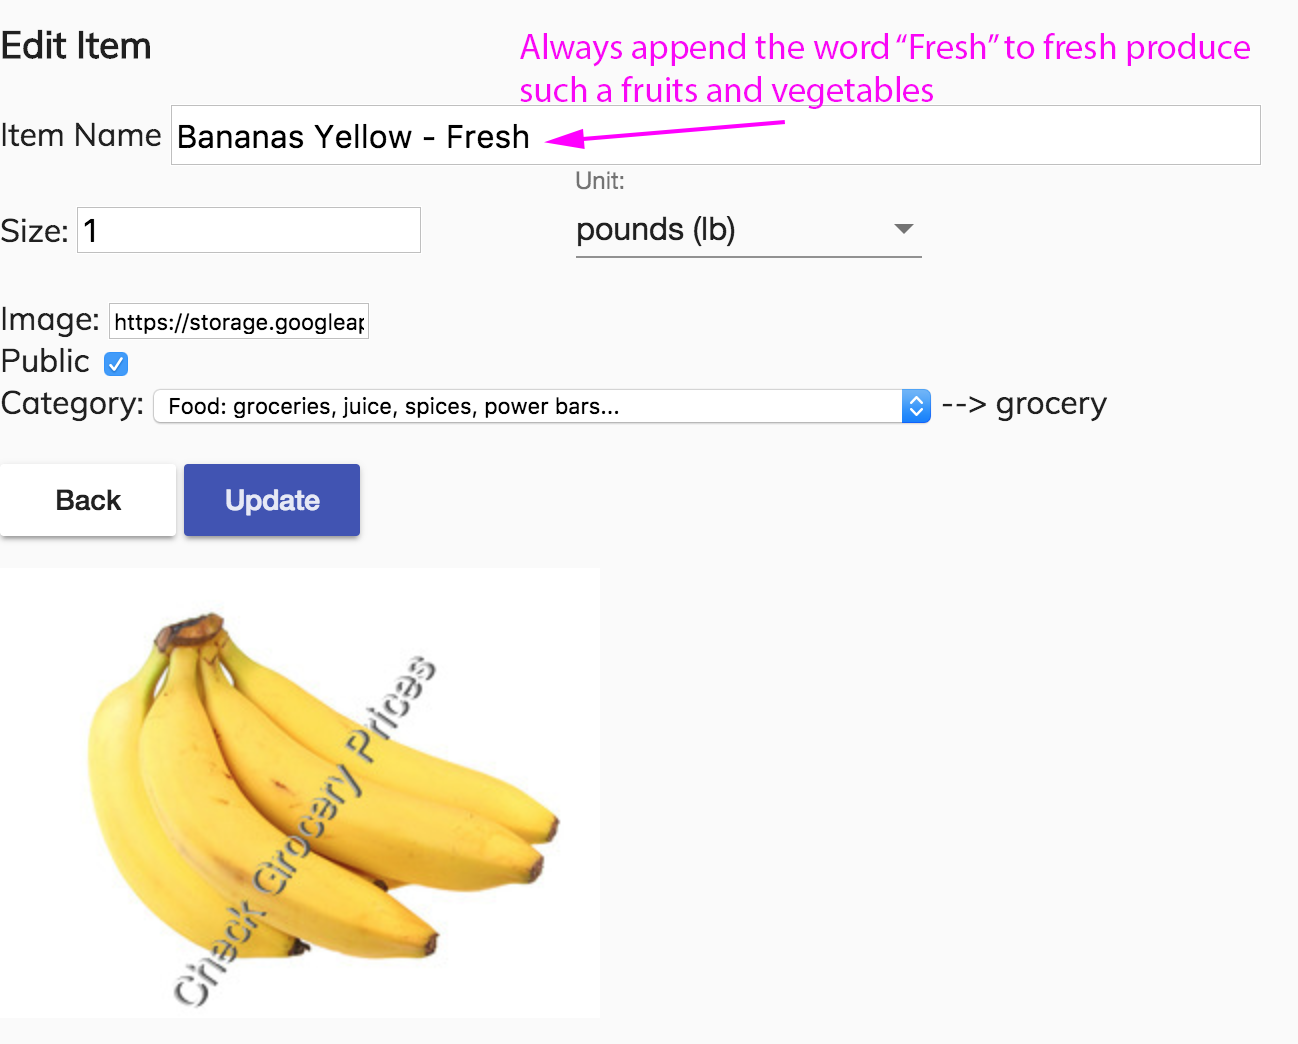 Edit Item
Always append the word “Fresh” to fresh produce
such a fruits and vegetables
Item Name Bananas Yellow - Fresh
Unit:
Size: 1 pounds (lb)
Image: https://storage.googleap
Public
Category: Food: groceries, juice, spices, power bars... --> grocery
Back Update
Check Grocery Prices